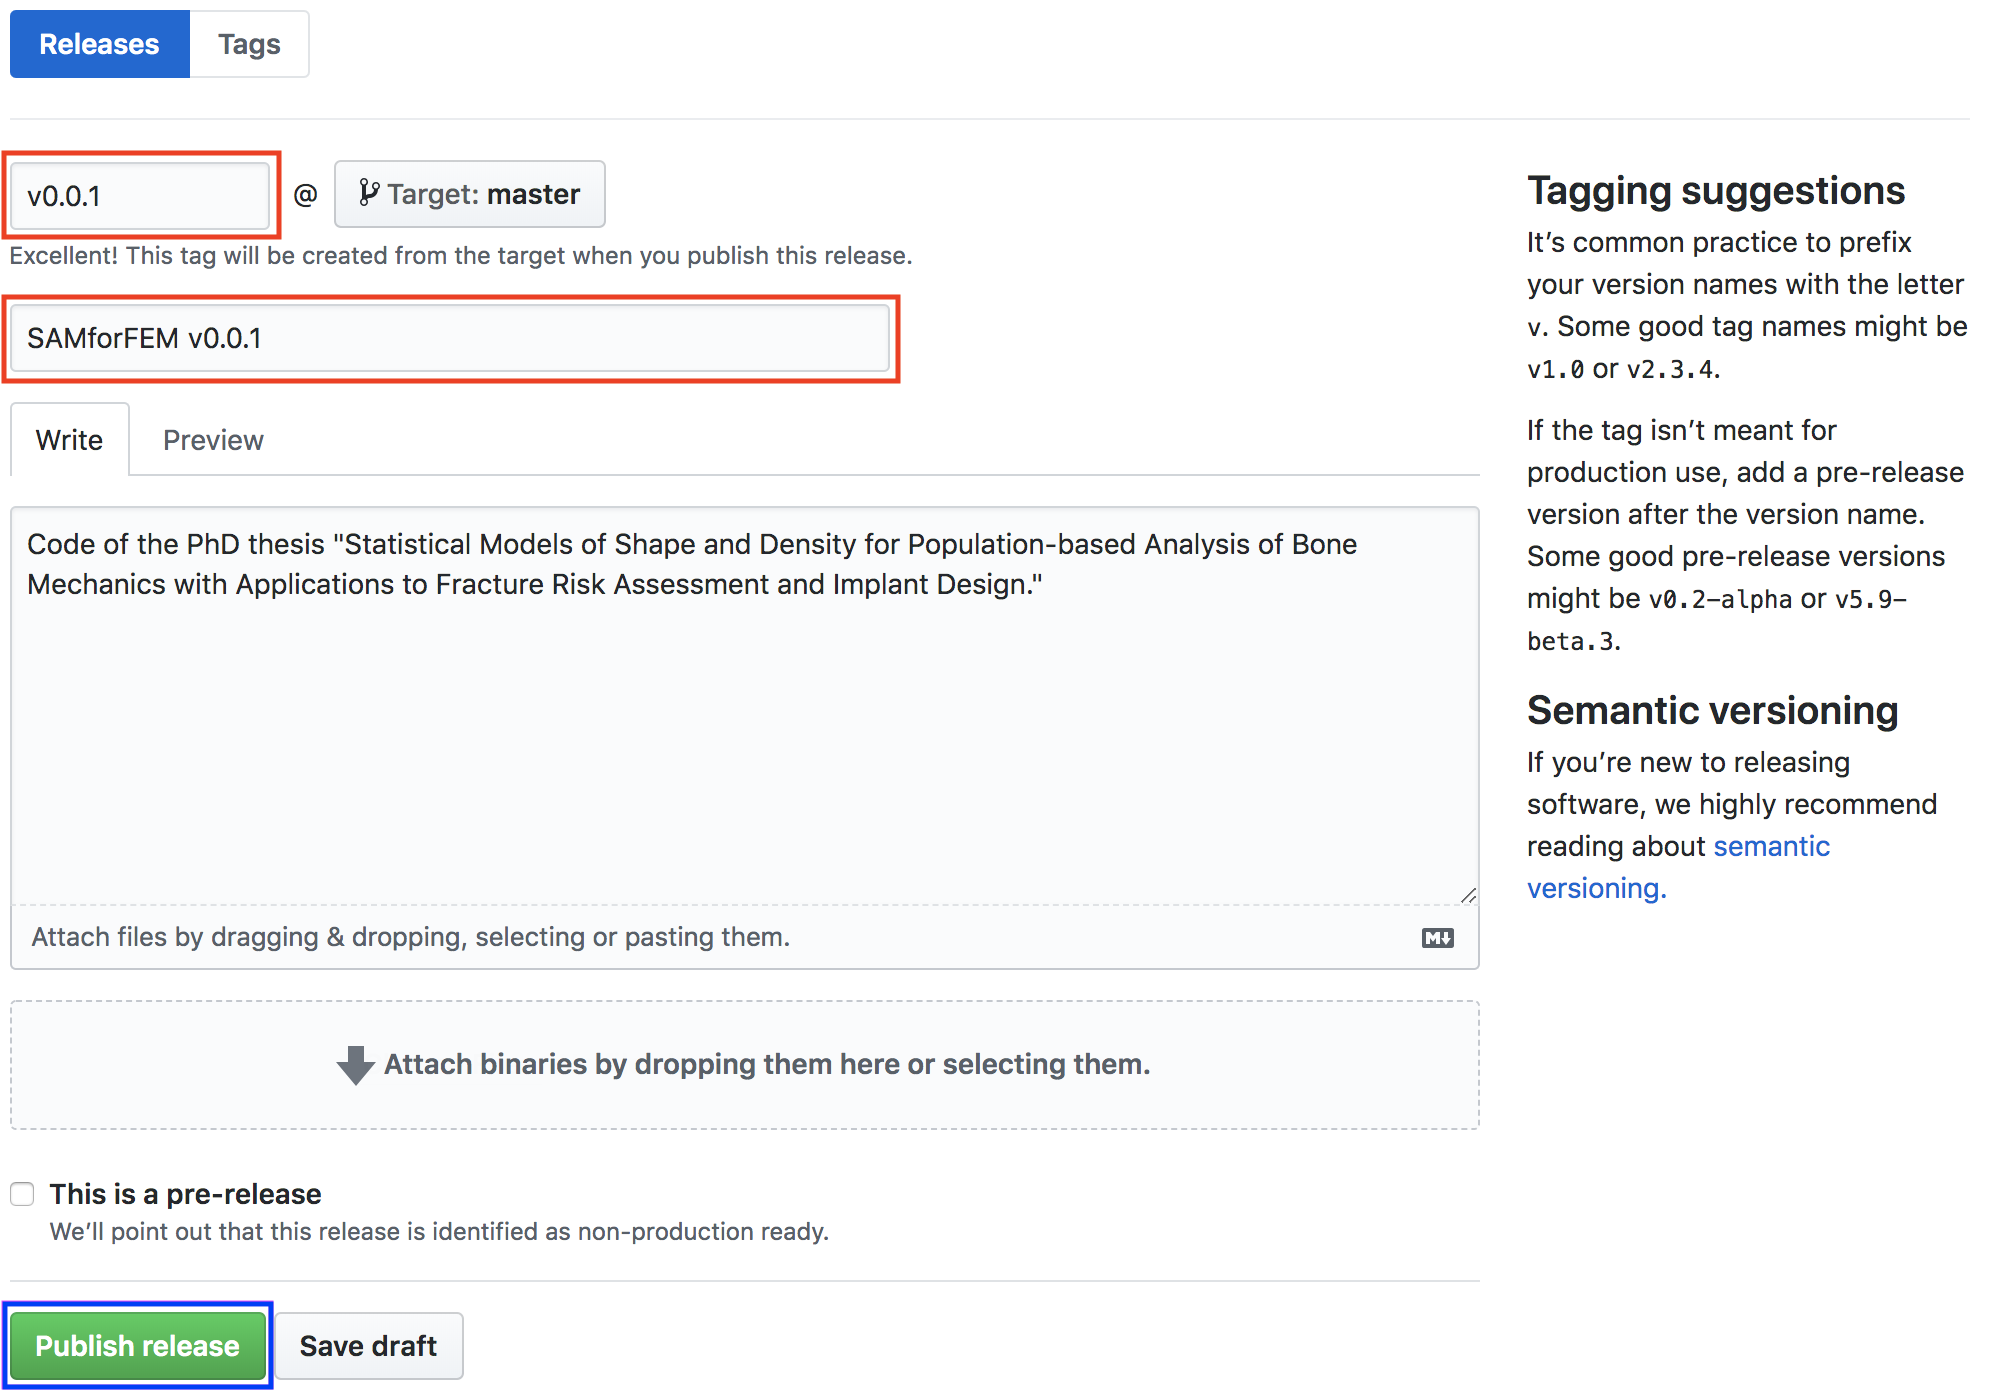 Releases Tags
v0.0.1 @ Target: master
Excellent! This tag will be created from the target when you publish this release.
SAMforFEM v0.0.1
Write Preview
Code of the PhD thesis "Statistical Models of Shape and Density for Population-based Analysis of Bone
Mechanics with Applications to Fracture Risk Assessment and Implant Design."
Attach files by dragging & dropping, selecting or pasting them.
M
Attach binaries by dropping them here or selecting them.
This is a pre-release
We’ll point out that this release is identified as non-production ready.
Publish release Save draft
Tagging suggestions
It’s common practice to prefix
your version names with the letter
v. Some good tag names might be
v1.0 or v2.3.4.
If the tag isn’t meant for
production use, add a pre-release
version after the version name.
Some good pre-release versions
might be v0.2-alpha or v5.9-
beta.3.
Semantic versioning
If you’re new to releasing
software, we highly recommend
reading about semantic
versioning.